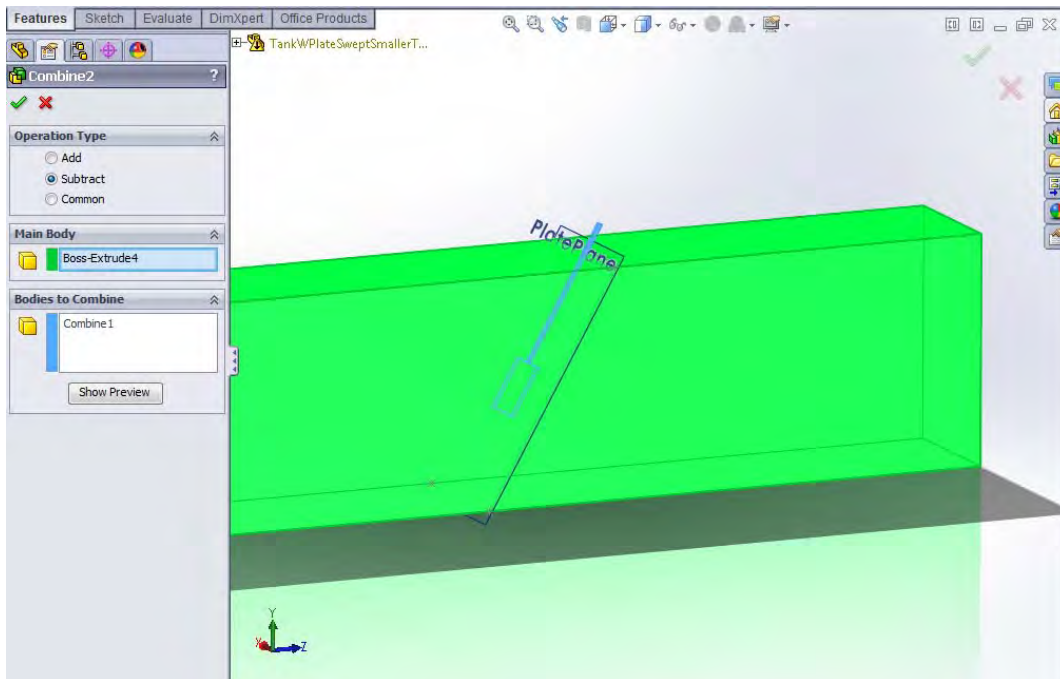 Features Sketch Evaluate DimXpert Office Products
TankWPlateSweptSmallerT...
Combine2 ?
Operation Type
Add
Subtract
Common
Main Body
Boss-Extrude4
Bodies to Combine
Combine1
Show Preview
PlatePlane
Y
X
Z